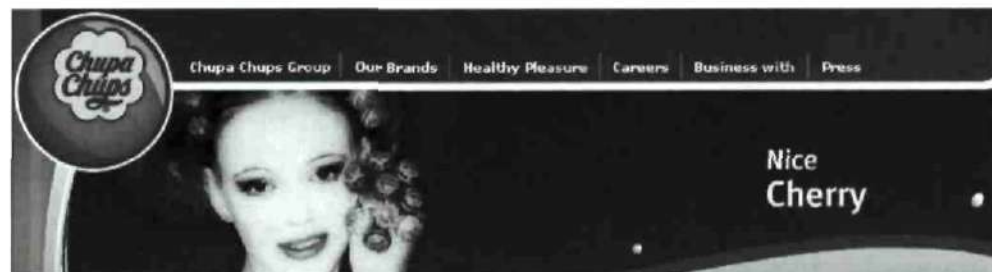 Chupa
Chups
Chupa Chups Group Our Brands Healthy Pleasure Careers Business with Press
Nice
Cherry